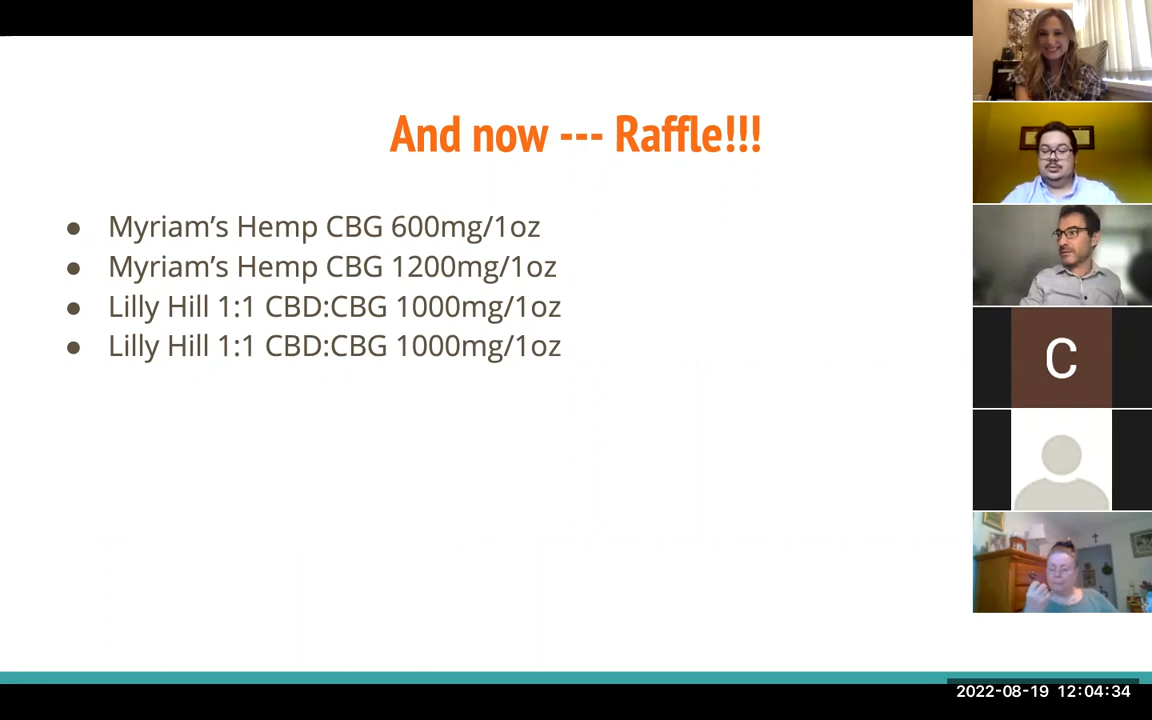 And now --- Raffle!!!
● Myriam’s Hemp CBG 600mg/1oz
● Myriam’s Hemp CBG 1200mg/1oz
● Lilly Hill 1:1 CBD:CBG 1000mg/1oz
● Lilly Hill 1:1 CBD:CBG 1000mg/1oz
C
2022-08-19 12:04:34